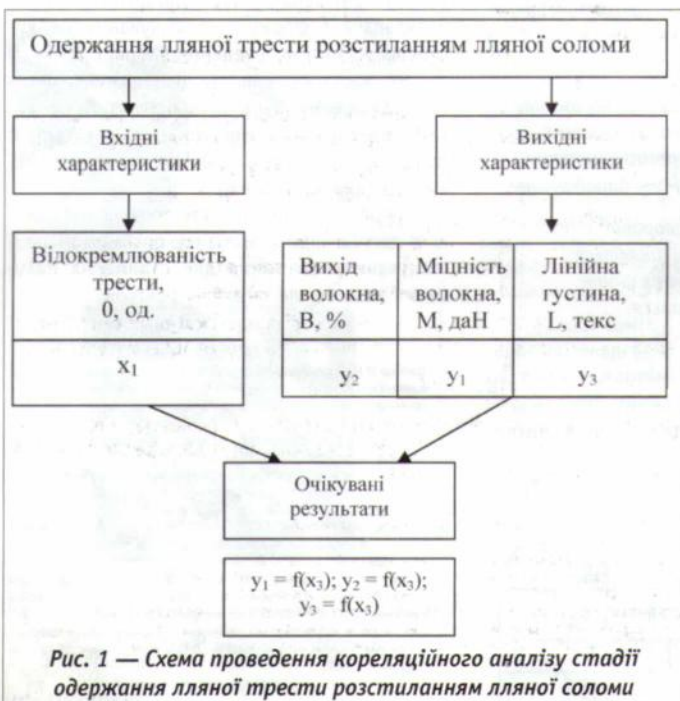 Одержання лляної трести розстиланням лляної соломи
Вхідні
характеристики
Вихідні
характеристики
Відокремлюваність
трести,
0, од.
x₁
Вихід
волокна,
В, %
Міцність
волокна,
М, даН
Лінійна
густина,
L, текс
y₂
y₁
y₃
Очікувані
результати
y₁ = f(x₃); y₂ = f(x₃);
y₃ = f(x₃)
Рис. 1 — Схема проведення кореляційного аналізу стадії
одержання лляної трести розстиланням лляної соломи